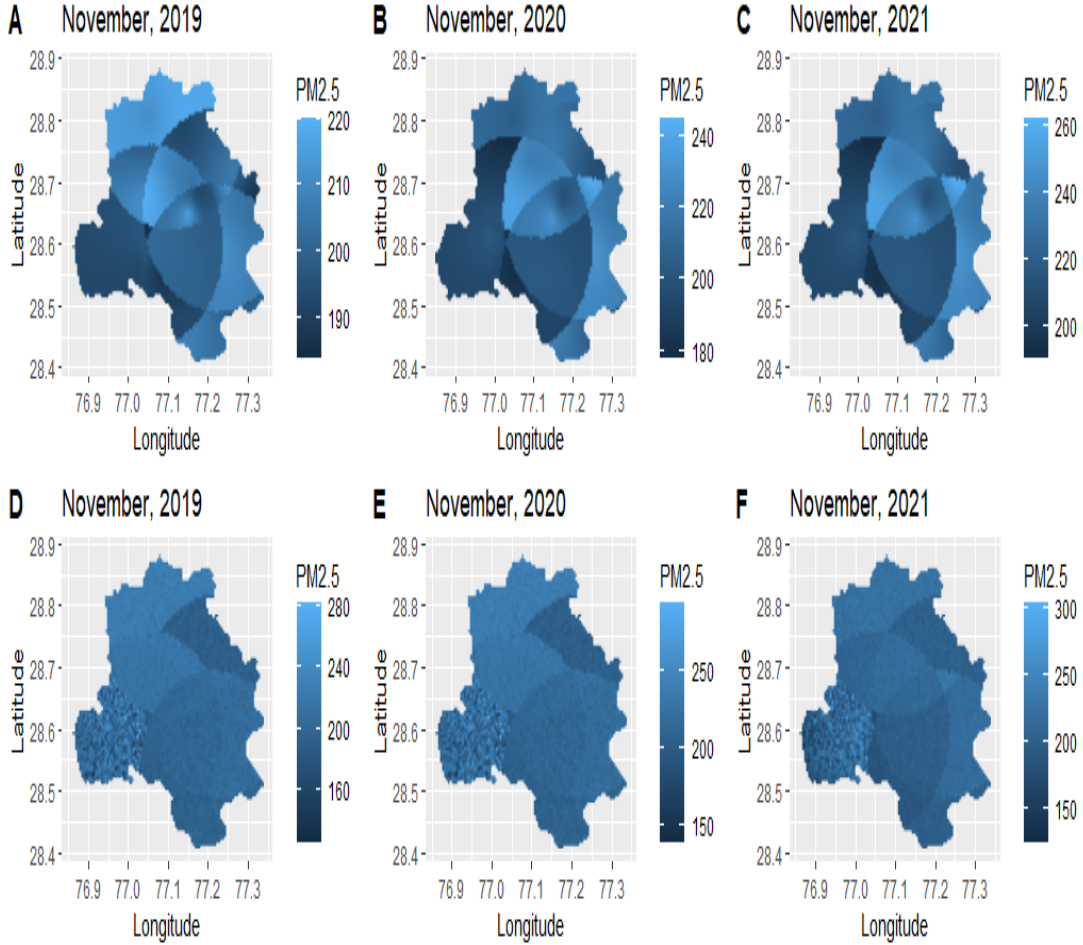 A November, 2019
PM2.5
220
210
200
190
28.9
28.8
28.7
28.6
28.5
28.4
Latitude
76.9 77.0 77.1 77.2 77.3
Longitude
B November, 2020
PM2.5
240
220
200
180
28.9
28.8
28.7
28.6
28.5
28.4
Latitude
76.9 77.0 77.1 77.2 77.3
Longitude
C November, 2021
PM2.5
260
240
220
200
28.9
28.8
28.7
28.6
28.5
28.4
Latitude
76.9 77.0 77.1 77.2 77.3
Longitude
D November, 2019
PM2.5
280
240
200
160
28.9
28.8
28.7
28.6
28.5
28.4
Latitude
76.9 77.0 77.1 77.2 77.3
Longitude
E November, 2020
PM2.5
250
200
150
28.9
28.8
28.7
28.6
28.5
28.4
Latitude
76.9 77.0 77.1 77.2 77.3
Longitude
F November, 2021
PM2.5
300
250
200
150
28.9
28.8
28.7
28.6
28.5
28.4
Latitude
76.9 77.0 77.1 77.2 77.3
Longitude